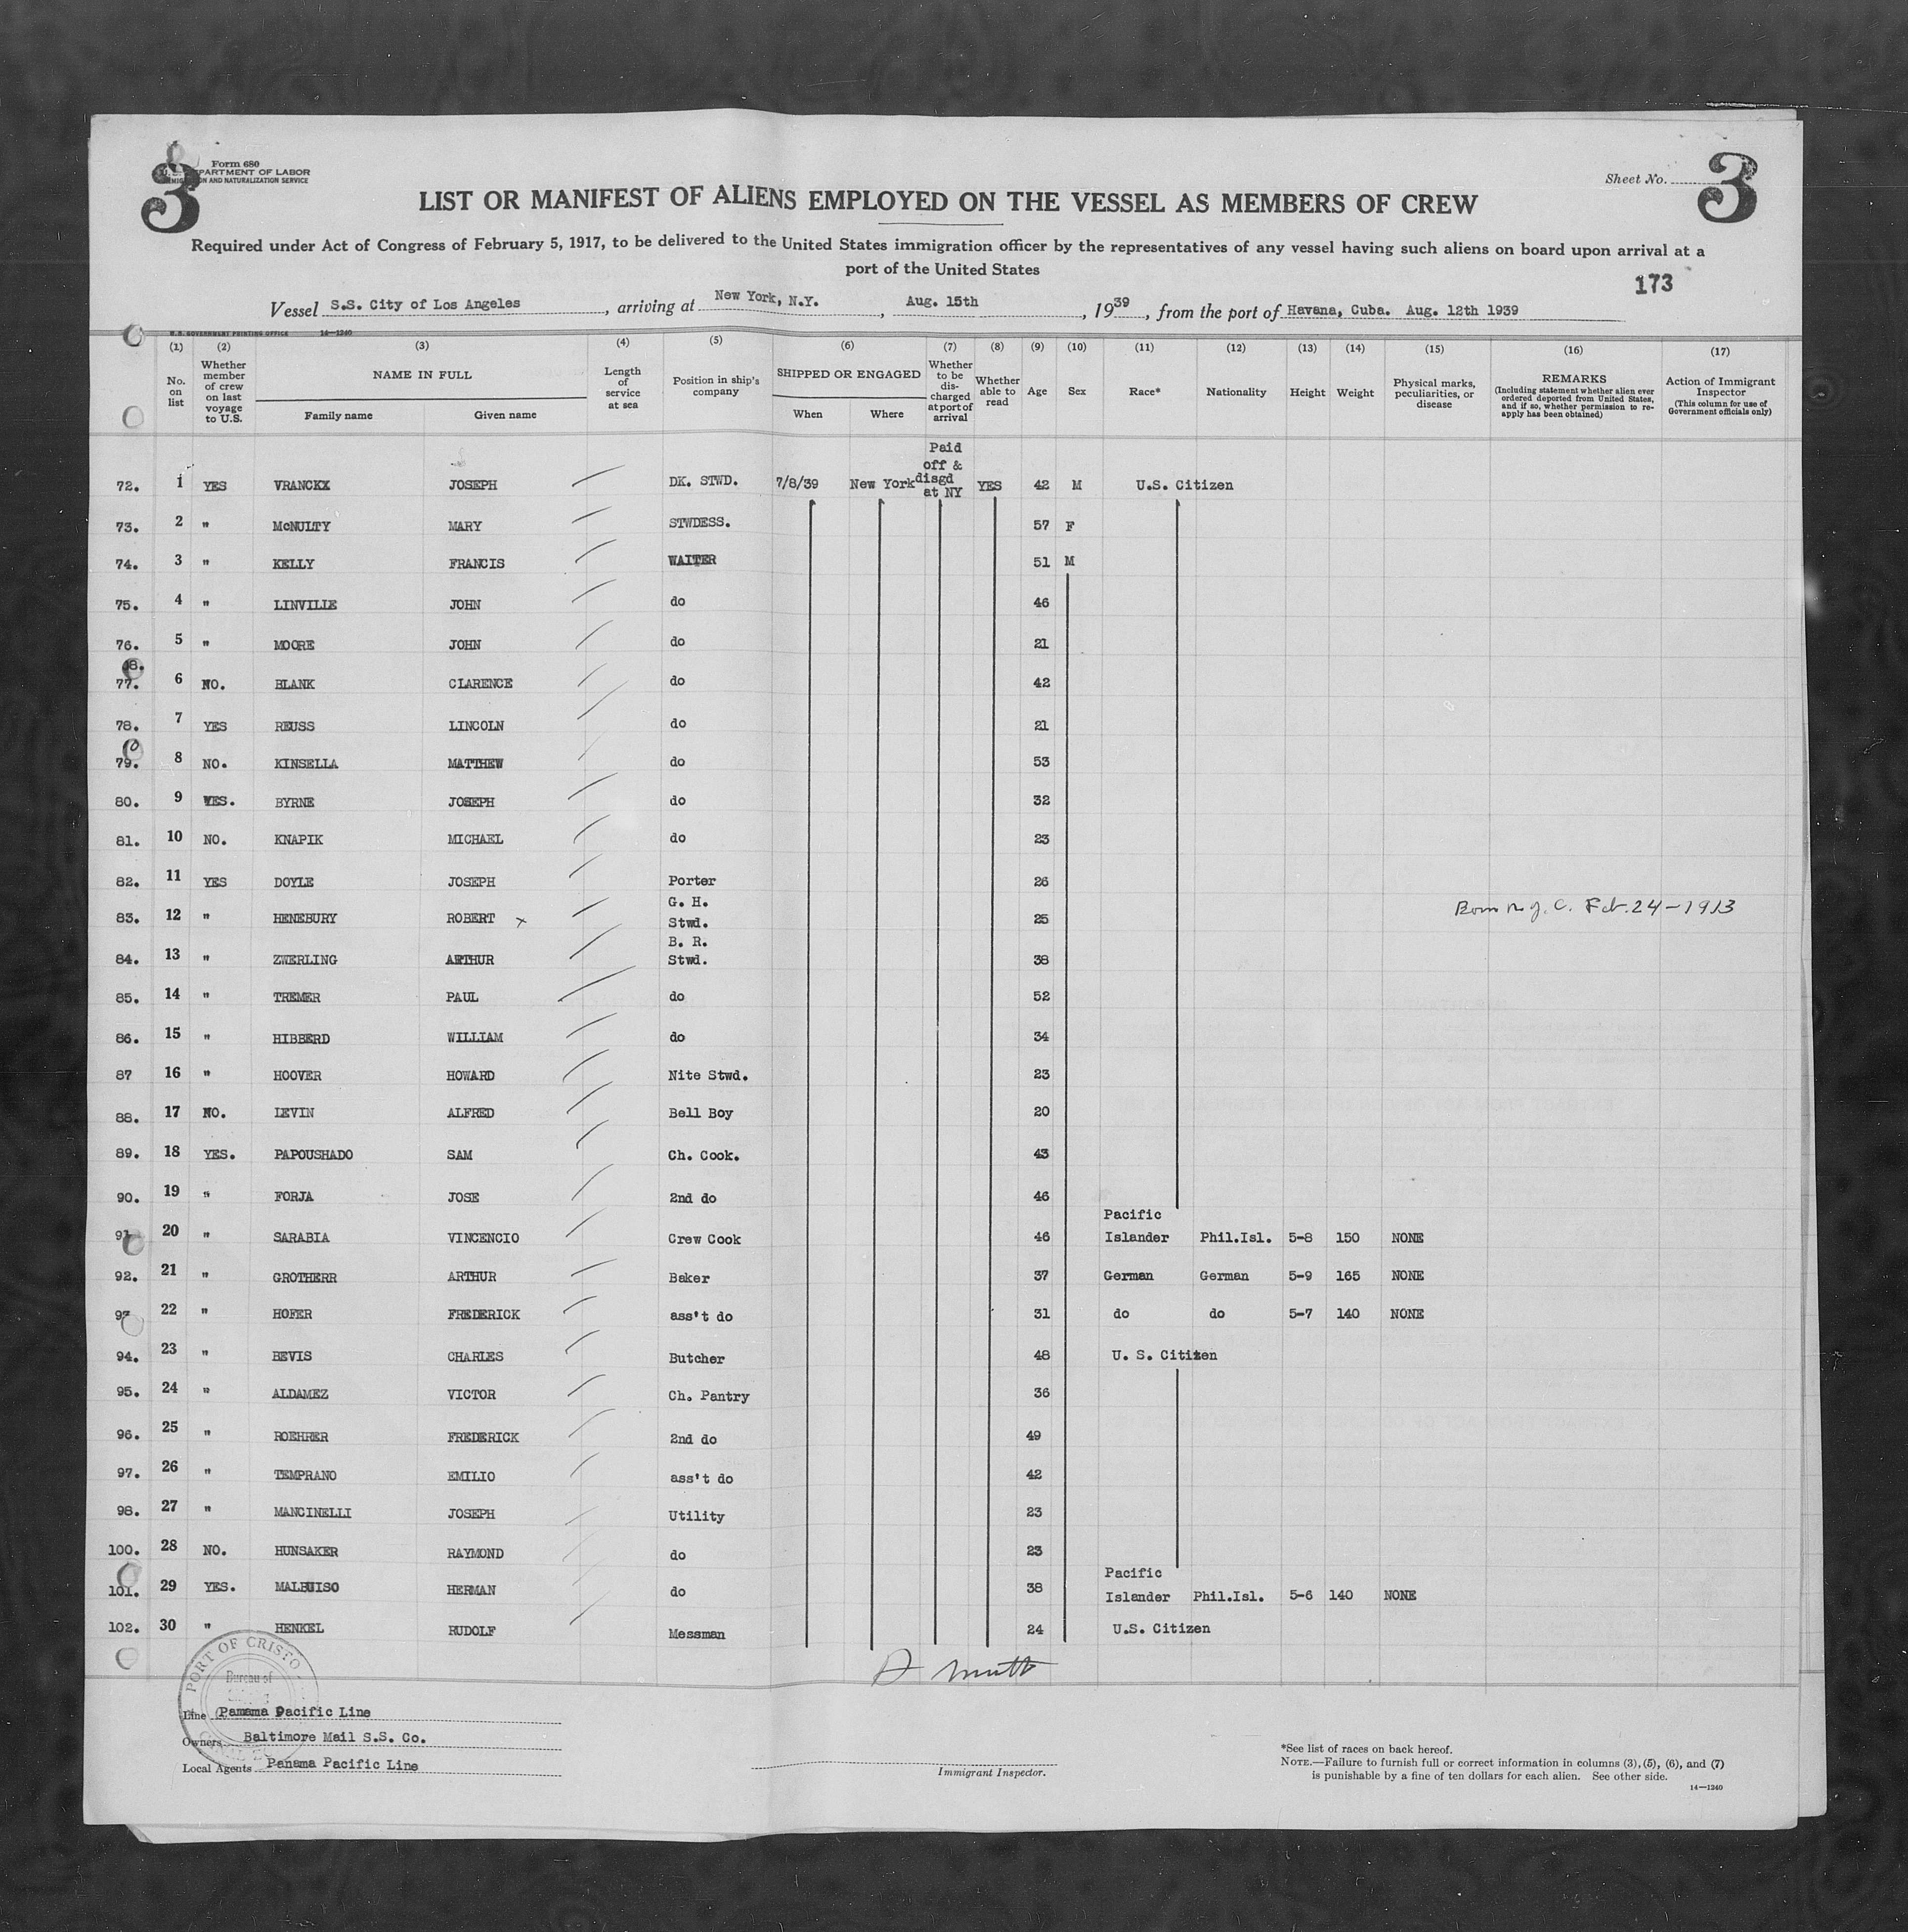 3
Form 680
U. S. DEPARTMENT OF LABOR
IMMIGRATION AND NATURALIZATION SERVICE
Sheet No. 3
LIST OR MANIFEST OF ALIENS EMPLOYED ON THE VESSEL AS MEMBERS OF CREW
Required under Act of Congress of February 5, 1917, to be delivered to the United States immigration officer by the representatives of any vessel having such aliens on board upon arrival at a
port of the United States
173
Vessel S.S. City of Los Angeles, arriving at New York, N.Y., Aug. 15th, 1939, from the port of Havana, Cuba. Aug. 12th 1939
U.S. GOVERNMENT PRINTING OFFICE 14—1240
(1) (2) (3) (4) (5) (6) (7) (8) (9) (10) (11) (12) (13) (14) (15) (16) (17)
No. on list
Whether member of crew on last voyage to U.S.
NAME IN FULL
Family name Given name
Length of service at sea
Position in ship's company
SHIPPED OR ENGAGED
When Where
Whether to be discharged at port of arrival
Whether able to read
Age
Sex
Race*
Nationality
Height
Weight
Physical marks, peculiarities, or disease
REMARKS
(Including statement whether alien ever ordered deported from United States, and if so, whether permission to reapply has been obtained)
Action of Immigrant Inspector
(This column for use of Government officials only)
72. 1 YES VRANCKX JOSEPH DK. STWD. 7/8/39 New York Paid off & disgd at NY YES 42 M U.S. Citizen
73. 2 " McNULTY MARY STWDESS. 57 F
74. 3 " KELLY FRANCIS WAITER 51 M
75. 4 " LINVILLE JOHN do 46
76. 5 " MOORE JOHN do 21
77. 6 NO. BLANK CLARENCE do 42
78. 7 YES REUSS LINCOLN do 21
79. 8 NO. KINSELLA MATTHEW do 53
80. 9 YES. BYRNE JOSEPH do 32
81. 10 NO. KNAPIK MICHAEL do 23
82. 11 YES DOYLE JOSEPH Porter 26
83. 12 " HENEBURY ROBERT x G. H. Stwd. 25 Born N.J. C. Feb. 24-1913
84. 13 " ZWERLING ARTHUR B. R. Stwd. 38
85. 14 " TREMER PAUL do 52
86. 15 " HIBBERD WILLIAM do 34
87 16 " HOOVER HOWARD Nite Stwd. 23
88. 17 NO. LEVIN ALFRED Bell Boy 20
89. 18 YES. PAPOUSHADO SAM Ch. Cook. 43
90. 19 " FORJA JOSE 2nd do 46
91 20 " SARABIA VINCENCIO Crew Cook 46 Pacific Islander Phil.Isl. 5-8 150 NONE
92. 21 " GROTHERR ARTHUR Baker 37 German German 5-9 165 NONE
93 22 " HOFER FREDERICK ass't do 31 do do 5-7 140 NONE
94. 23 " BEVIS CHARLES Butcher 48 U. S. Citizen
95. 24 " ALDAMEZ VICTOR Ch. Pantry 36
96. 25 " ROEHRER FREDERICK 2nd do 49
97. 26 " TEMPRANO EMILIO ass't do 42
98. 27 " MANCINELLI JOSEPH Utility 23
100. 28 NO. HUNSAKER RAYMOND do 23
101. 29 YES. MALBUISO HERMAN do 38 Pacific Islander Phil.Isl. 5-6 140 NONE
102. 30 " HENKEL RUDOLF Messman 24 U.S. Citizen
PORT OF CRISTO
Bureau of
Line Panama Pacific Line
Owners Baltimore Mail S.S. Co.
Local Agents Panama Pacific Line
Immigrant Inspector.
*See list of races on back hereof.
NOTE.—Failure to furnish full or correct information in columns (3), (5), (6), and (7)
is punishable by a fine of ten dollars for each alien. See other side.
14—1240